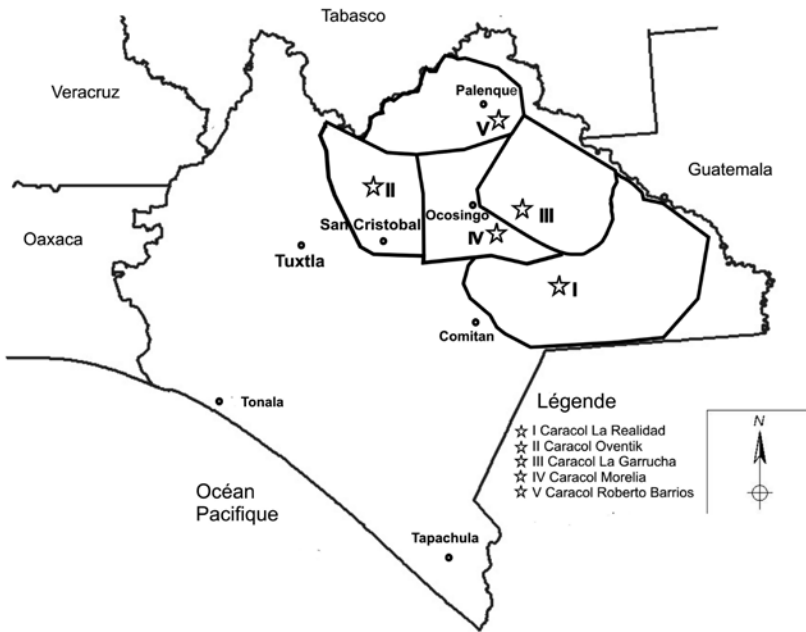 Tabasco
Veracruz
Palenque
V
Guatemala
II
Ocosingo
III
San Cristobal
IV
Oaxaca
Tuxtla
I
Comitan
Légende
Tonala
I Caracol La Realidad
II Caracol Oventik
III Caracol La Garrucha
IV Caracol Morelia
V Caracol Roberto Barrios
N
Océan
Pacifique
Tapachula